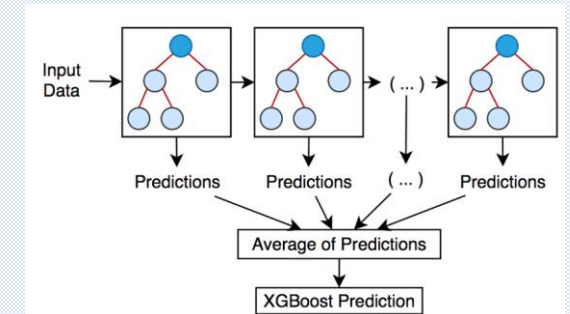 Input
Data
( ... )
Predictions
Predictions
( ... )
Predictions
Average of Predictions
XGBoost Prediction